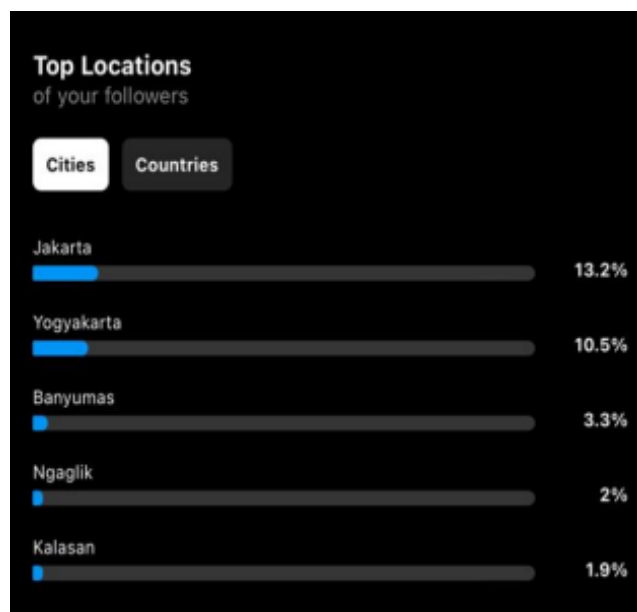 Top Locations
of your followers
Cities Countries
Jakarta
13.2%
Yogyakarta
10.5%
Banyumas
3.3%
Ngaglik
2%
Kalasan
1.9%